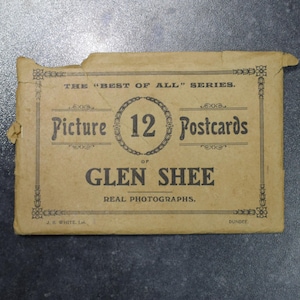 THE "BEST OF ALL" SERIES.
Picture 12 Postcards
OF
GLEN SHEE
REAL PHOTOGRAPHS.
DUNDEE